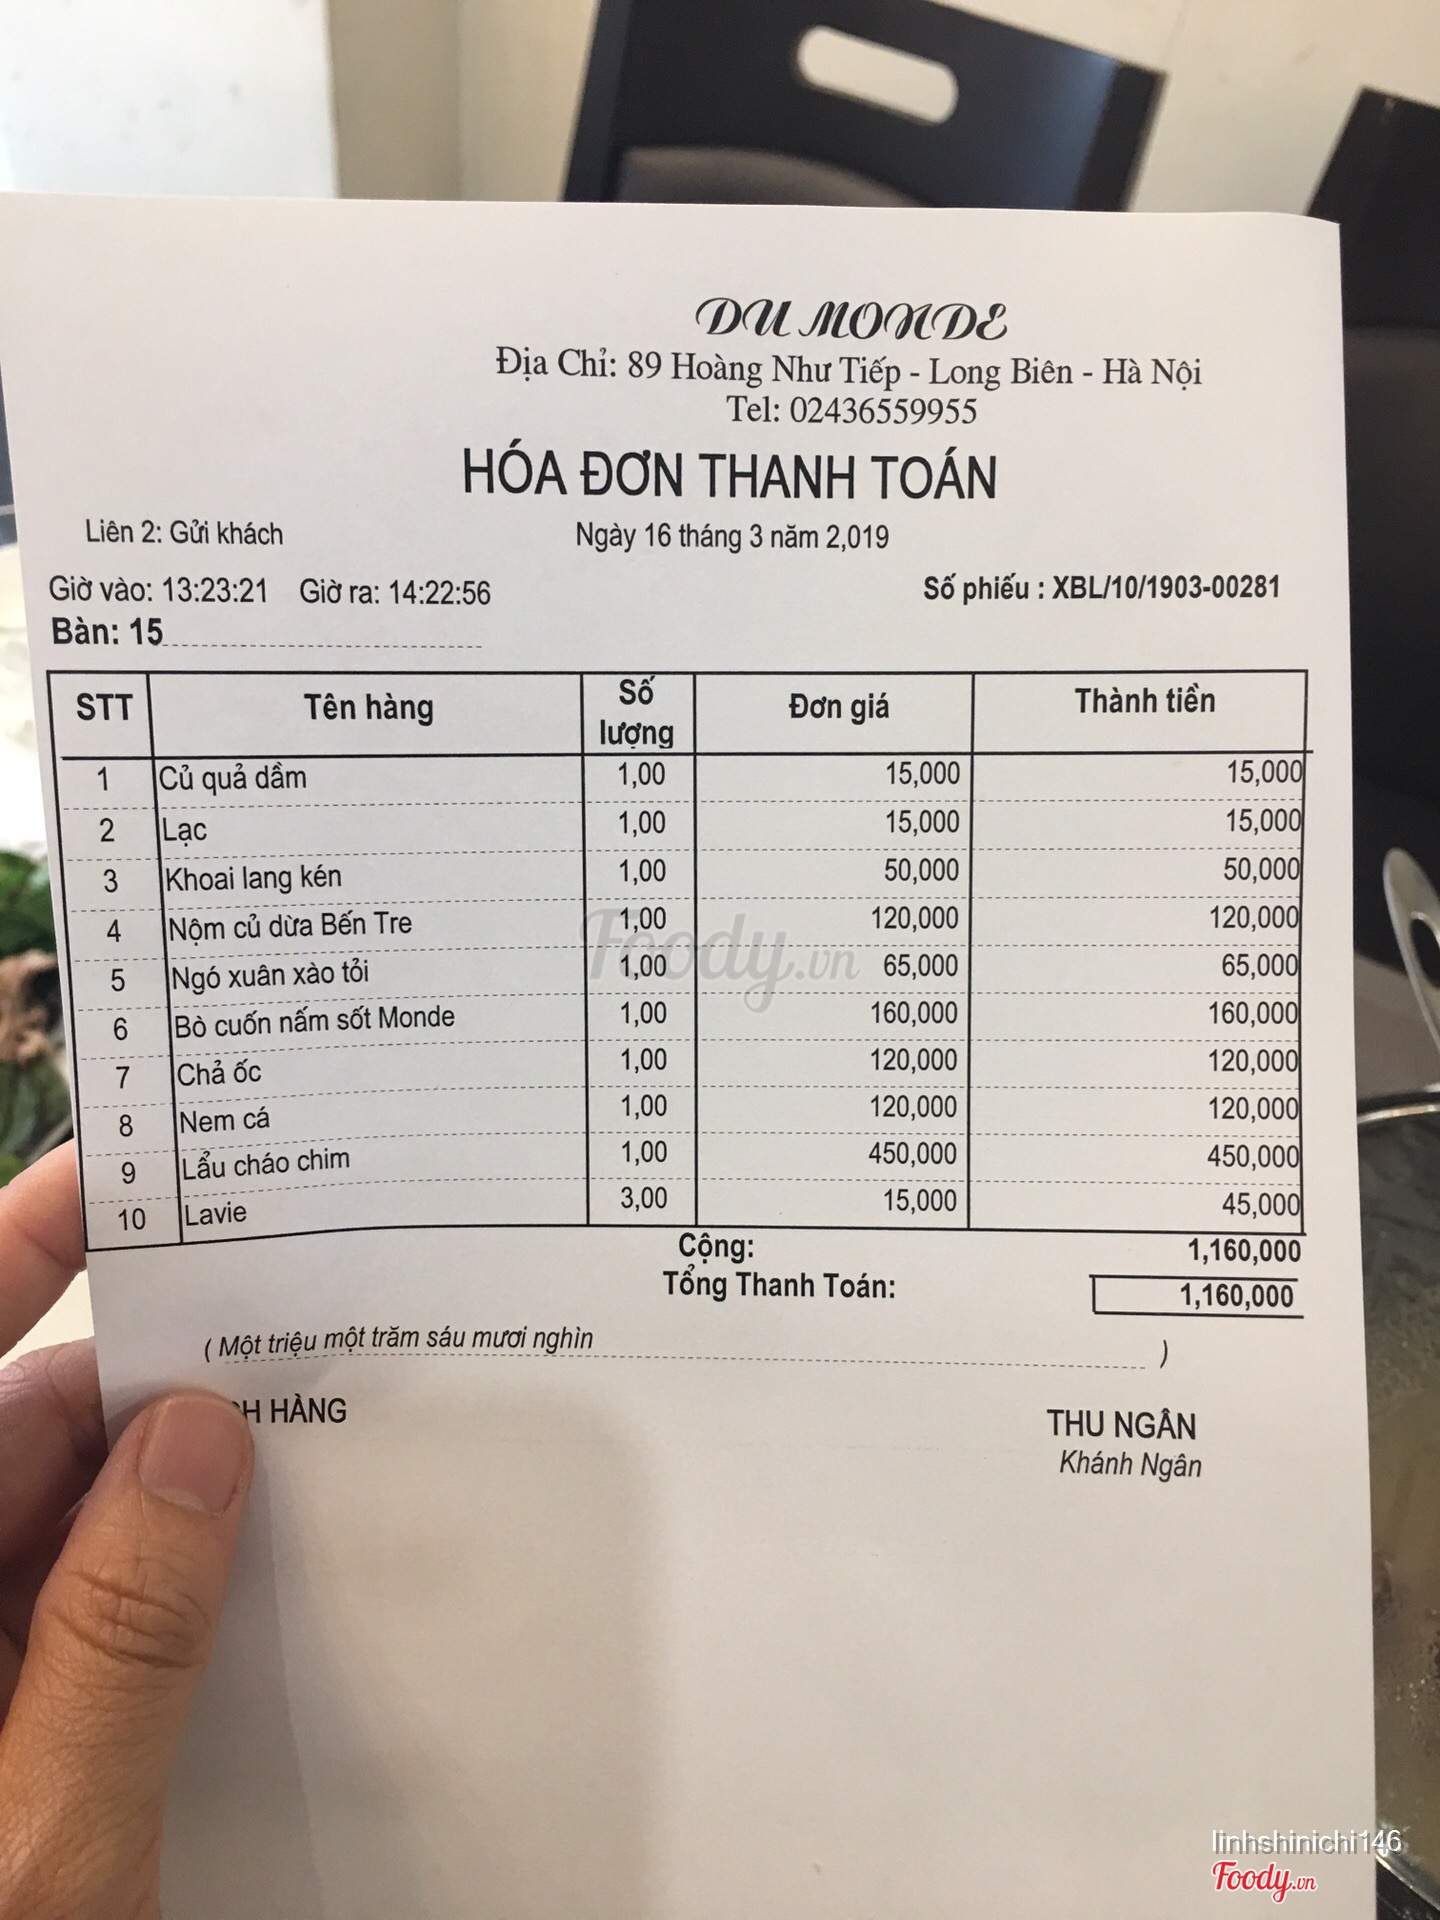 DU MONDE
Địa Chỉ: 89 Hoàng Như Tiếp - Long Biên - Hà Nội
Tel: 02436559955
HÓA ĐƠN THANH TOÁN
Liên 2: Gửi khách Ngày 16 tháng 3 năm 2,019
Giờ vào: 13:23:21 Giờ ra: 14:22:56 Số phiếu : XBL/10/1903-00281
Bàn: 15
STT Tên hàng Số lượng Đơn giá Thành tiền
1 Củ quả dầm 1,00 15,000 15,000
2 Lạc 1,00 15,000 15,000
3 Khoai lang kén 1,00 50,000 50,000
4 Nộm củ dừa Bến Tre 1,00 120,000 120,000
5 Ngó xuân xào tỏi 1,00 65,000 65,000
6 Bò cuốn nấm sốt Monde 1,00 160,000 160,000
7 Chả ốc 1,00 120,000 120,000
8 Nem cá 1,00 120,000 120,000
9 Lẩu cháo chim 1,00 450,000 450,000
10 Lavie 3,00 15,000 45,000
Cộng: 1,160,000
Tổng Thanh Toán: 1,160,000
( Một triệu một trăm sáu mươi nghìn )
HÀNG THU NGÂN
Khánh Ngân
Foody.vn
linhshinichi146
Foody.vn